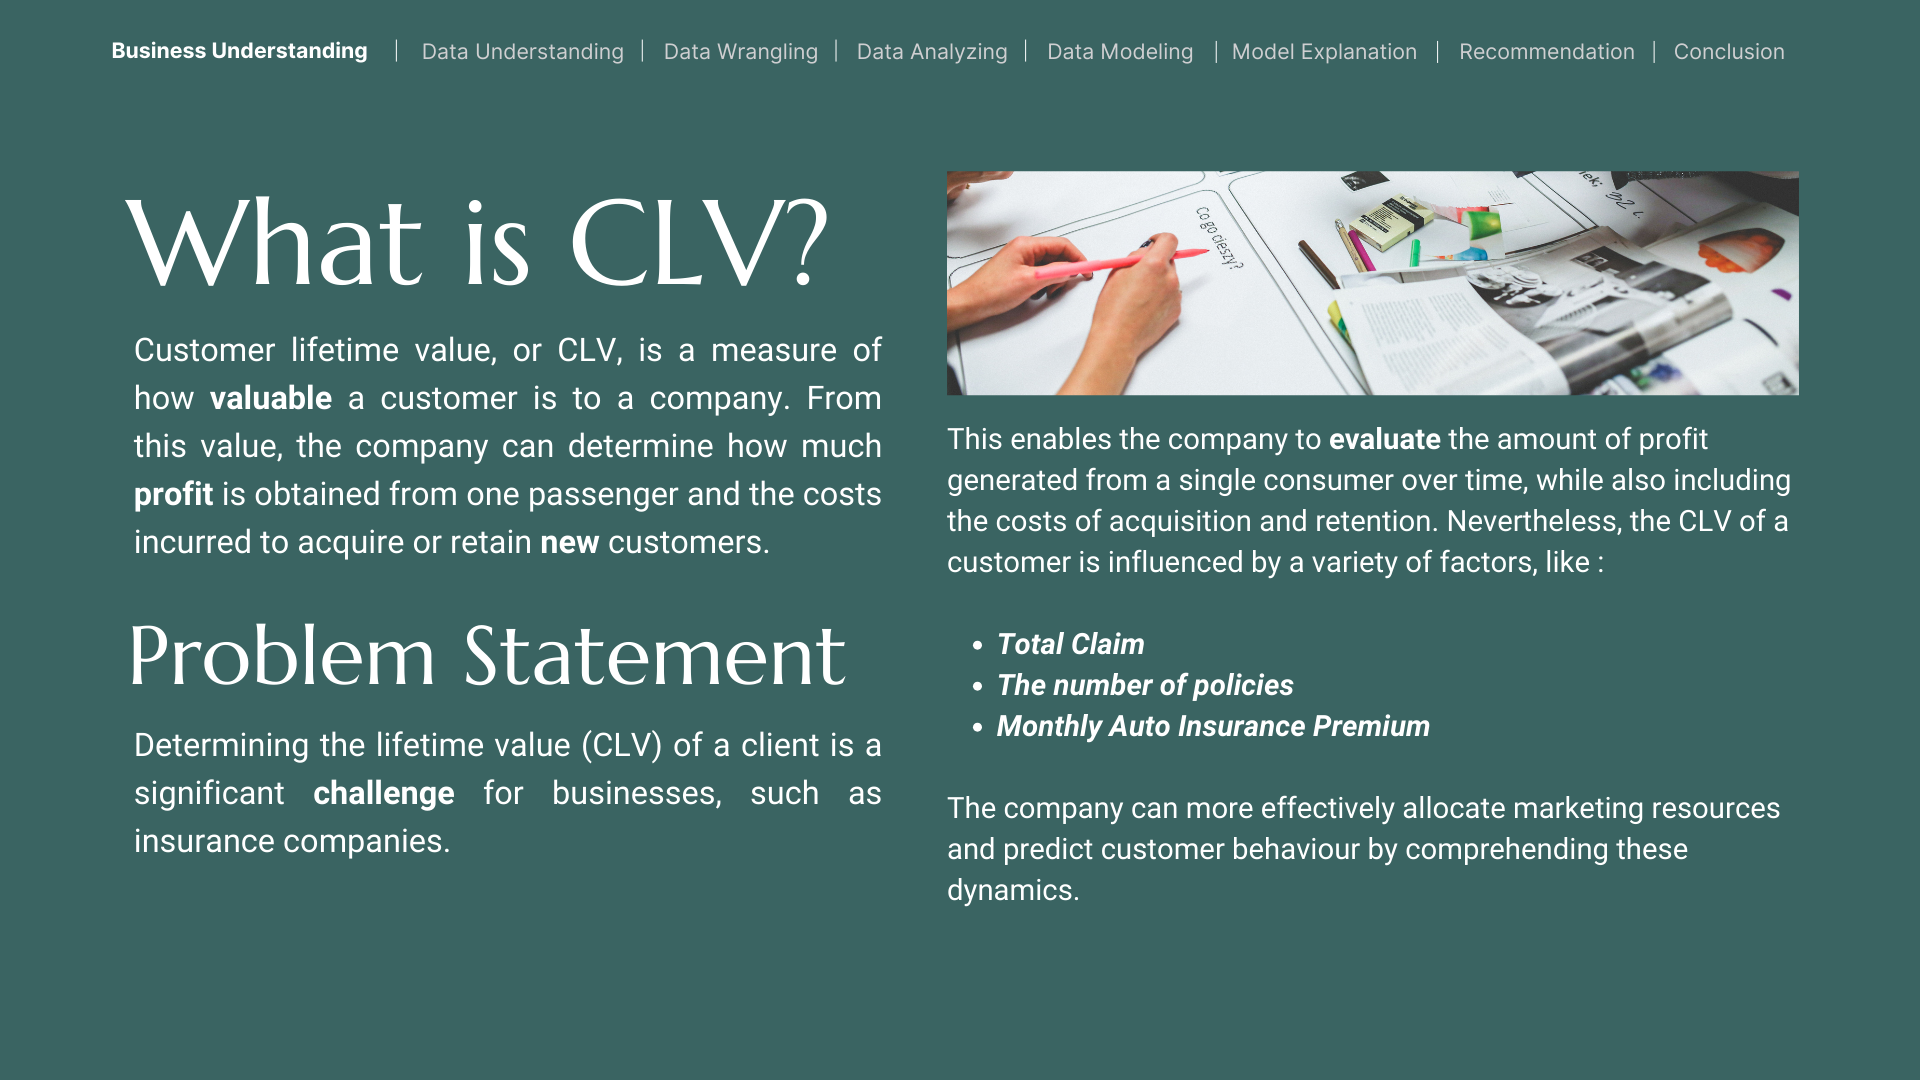 Business Understanding | Data Understanding | Data Wrangling | Data Analyzing | Data Modeling | Model Explanation | Recommendation | Conclusion
What is CLV?
Customer lifetime value, or CLV, is a measure of
how valuable a customer is to a company. From
this value, the company can determine how much
profit is obtained from one passenger and the costs
incurred to acquire or retain new customers.
Problem Statement
Determining the lifetime value (CLV) of a client is a
significant challenge for businesses, such as
insurance companies.
Co go cieszy?
This enables the company to evaluate the amount of profit
generated from a single consumer over time, while also including
the costs of acquisition and retention. Nevertheless, the CLV of a
customer is influenced by a variety of factors, like :
• Total Claim
• The number of policies
• Monthly Auto Insurance Premium
The company can more effectively allocate marketing resources
and predict customer behaviour by comprehending these
dynamics.